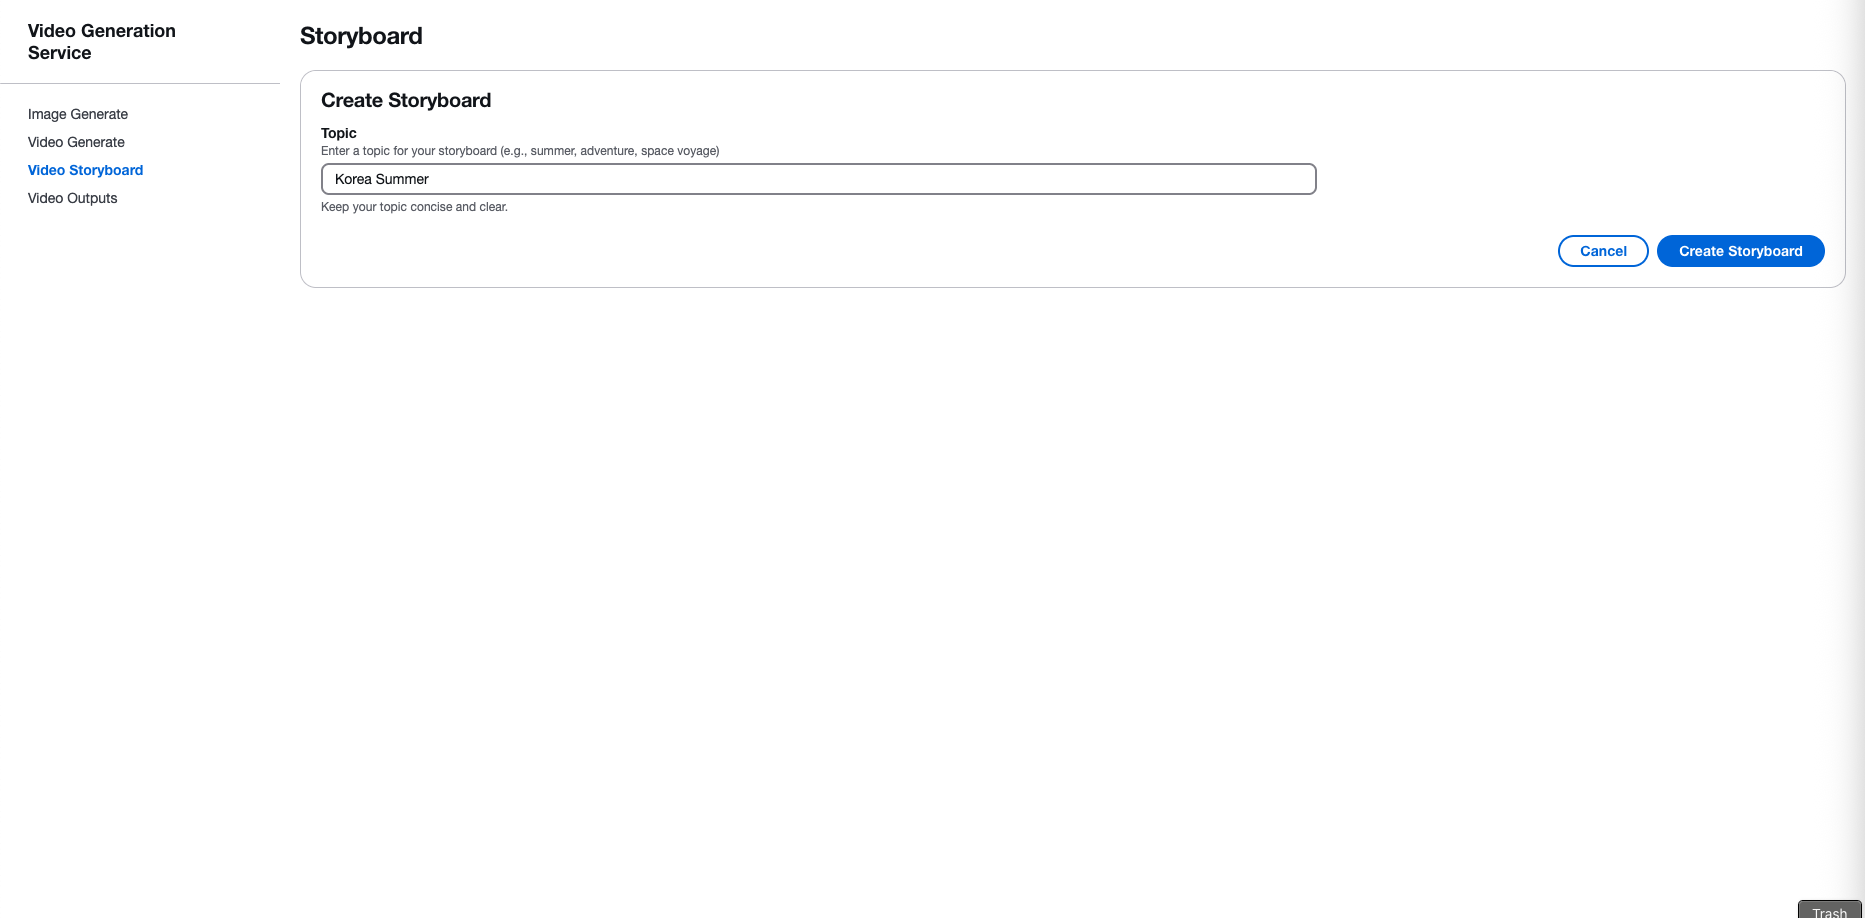 Video Generation
Service
Image Generate
Video Generate
Video Storyboard
Video Outputs
Storyboard
Create Storyboard
Topic
Enter a topic for your storyboard (e.g., summer, adventure, space voyage)
Korea Summer
Keep your topic concise and clear.
Cancel
Create Storyboard
Trash